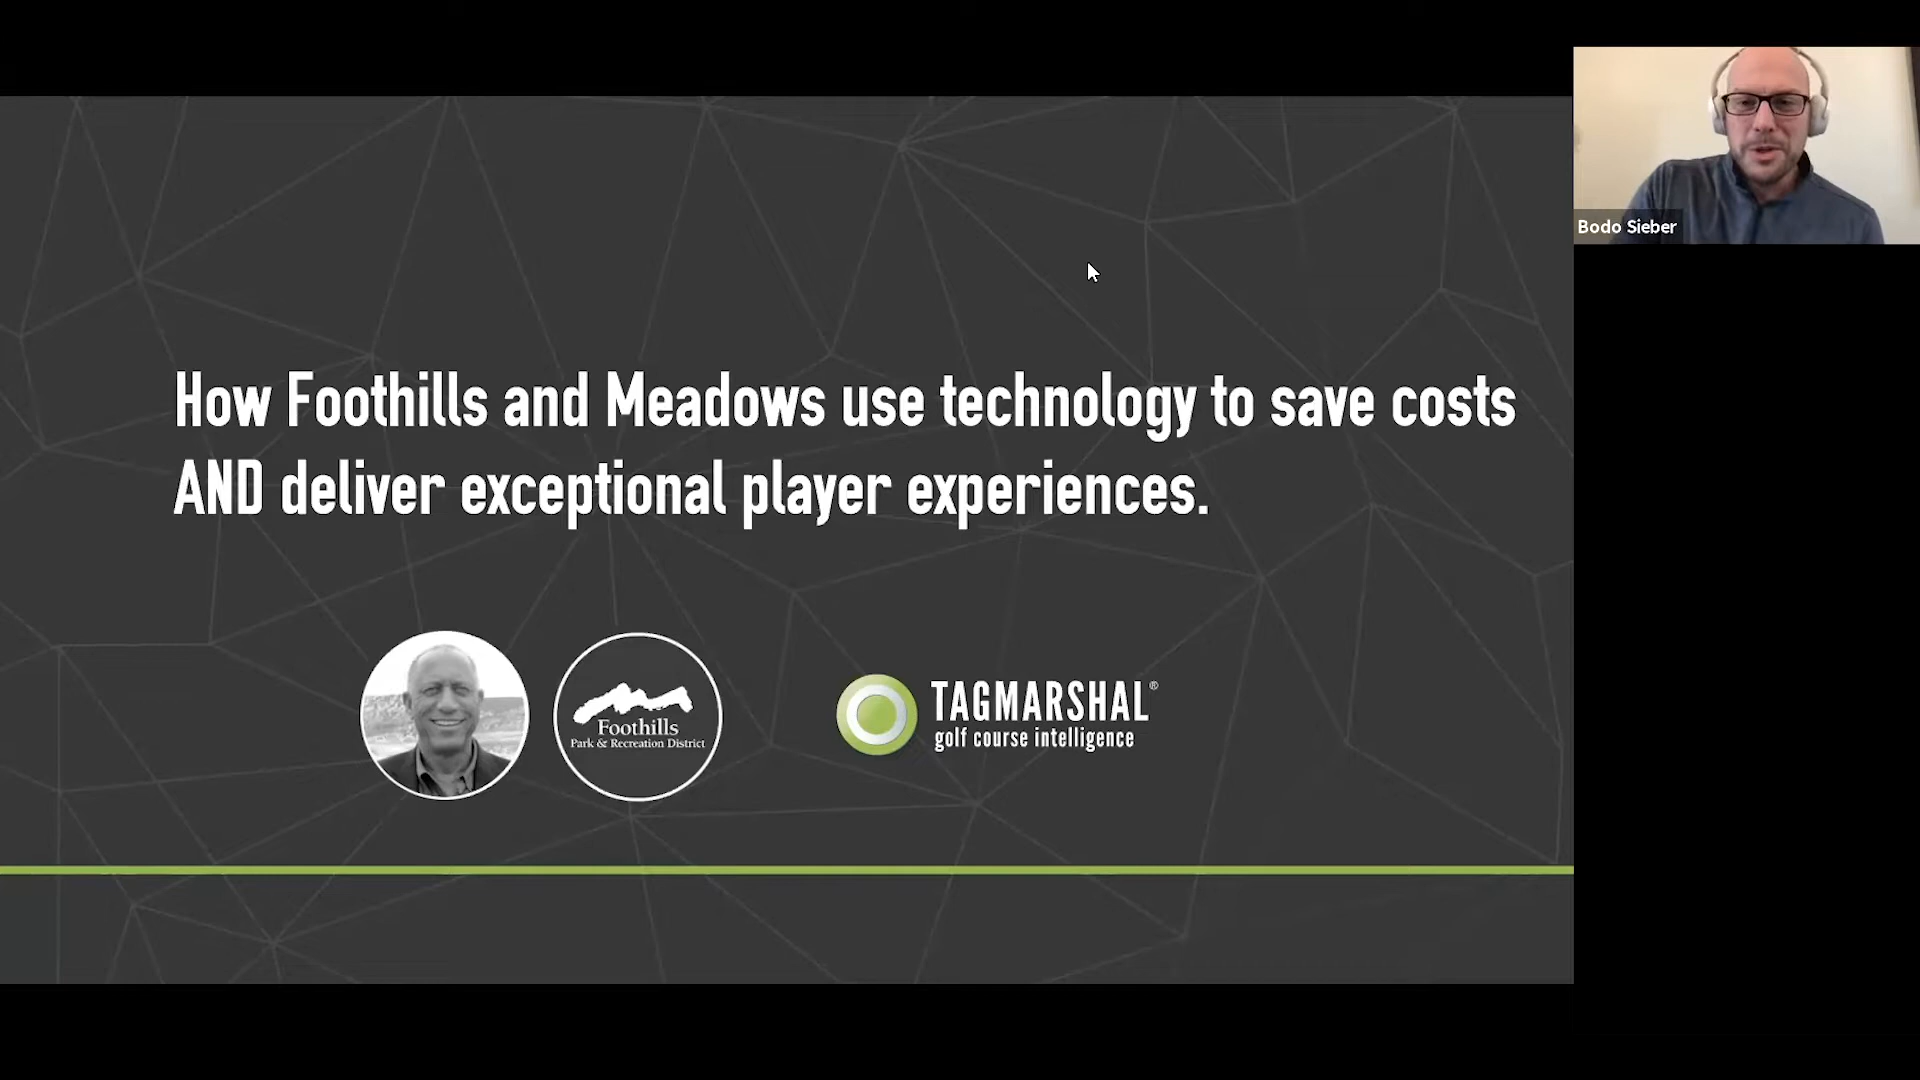 Bodo Sieber
How Foothills and Meadows use technology to save costs
AND deliver exceptional player experiences.
Foothills
Park & Recreation District
TAGMARSHAL®
golf course intelligence